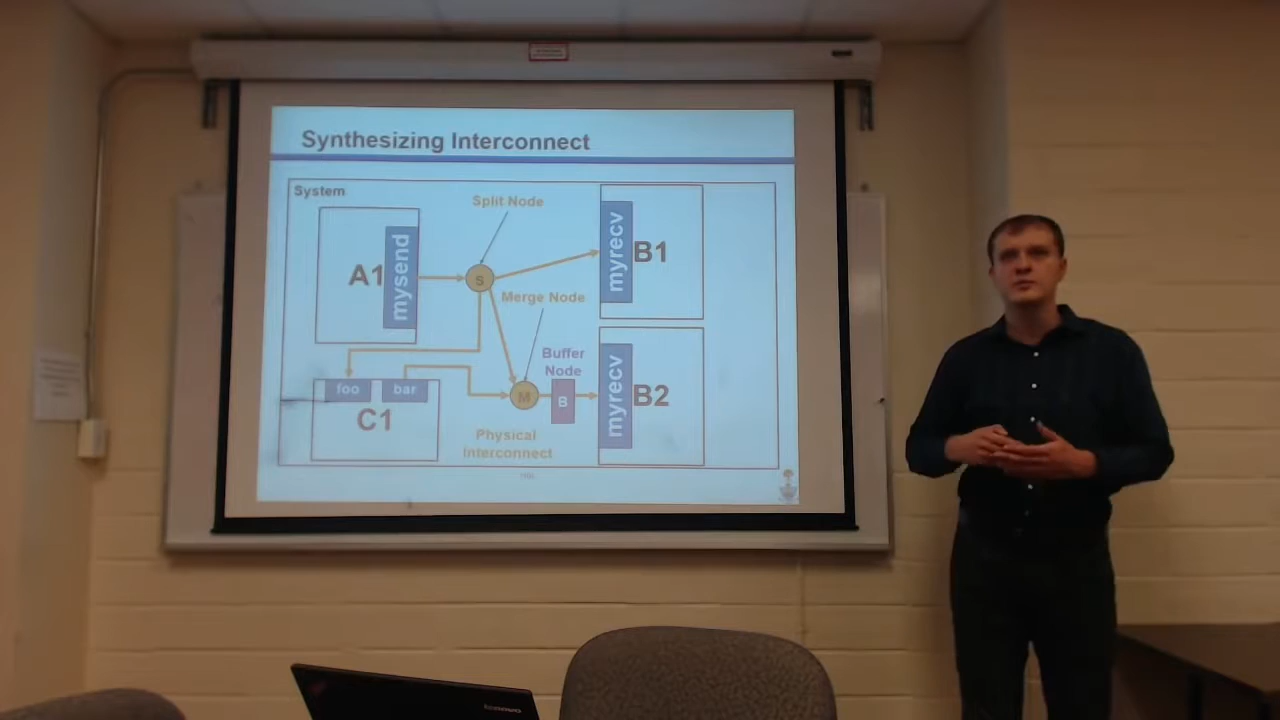 Synthesizing Interconnect
System
Split Node
A1
mysend
S
myrecv
B1
Merge Node
Buffer
Node
foo
bar
C1
M
B
myrecv
B2
Physical
Interconnect
lenovo